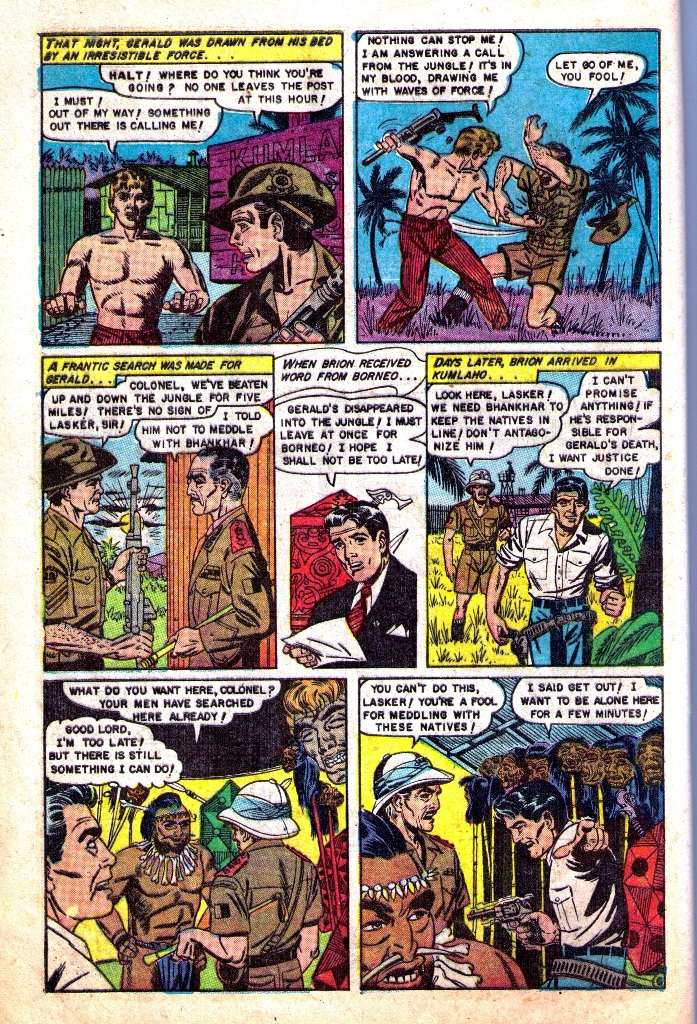 THAT NIGHT, GERALD WAS DRAWN FROM HIS BED
BY AN IRRESISTIBLE FORCE. . .
HALT! WHERE DO YOU THINK YOU'RE
GOING? NO ONE LEAVES THE POST
AT THIS HOUR!
I MUST!
OUT OF MY WAY! SOMETHING
OUT THERE IS CALLING ME!
KUMLA
NOTHING CAN STOP ME! I
I AM ANSWERING A CALL
FROM THE JUNGLE! IT'S IN
MY BLOOD, DRAWING ME
WITH WAVES OF FORCE!
LET GO OF ME,
YOU FOOL!
A FRANTIC SEARCH WAS MADE FOR
GERALD. . .
COLONEL, WE'VE BEATEN
UP AND DOWN THE JUNGLE FOR FIVE
MILES! THERE'S NO SIGN OF
LASKER, SIR!
I TOLD
HIM NOT TO MEDDLE
WITH BHANKHAR!
WHEN BRION RECEIVED
WORD FROM BORNEO...
GERALD'S DISAPPEARED
INTO THE JUNGLE! I MUST
LEAVE AT ONCE FOR
BORNEO! I HOPE I
SHALL NOT BE TOO LATE!
DAYS LATER, BRION ARRIVED IN
KUMLAHO. . .
LOOK HERE, LASKER!
WE NEED BHANKHAR TO
KEEP THE NATIVES IN
LINE! DON'T ANTAGO-
NIZE HIM!
I CAN'T
PROMISE
ANYTHING! IF
HE'S RESPON-
SIBLE FOR
GERALD'S DEATH,
I WANT JUSTICE
DONE!
WHAT DO YOU WANT HERE, COLONEL?
YOUR MEN HAVE SEARCHED
HERE ALREADY!
GOOD LORD,
I'M TOO LATE!
BUT THERE IS STILL
SOMETHING I CAN DO!
YOU CAN'T DO THIS,
LASKER! YOU'RE A FOOL
FOR MEDDLING WITH
THESE NATIVES!
I SAID GET OUT! I
WANT TO BE ALONE HERE
FOR A FEW MINUTES!